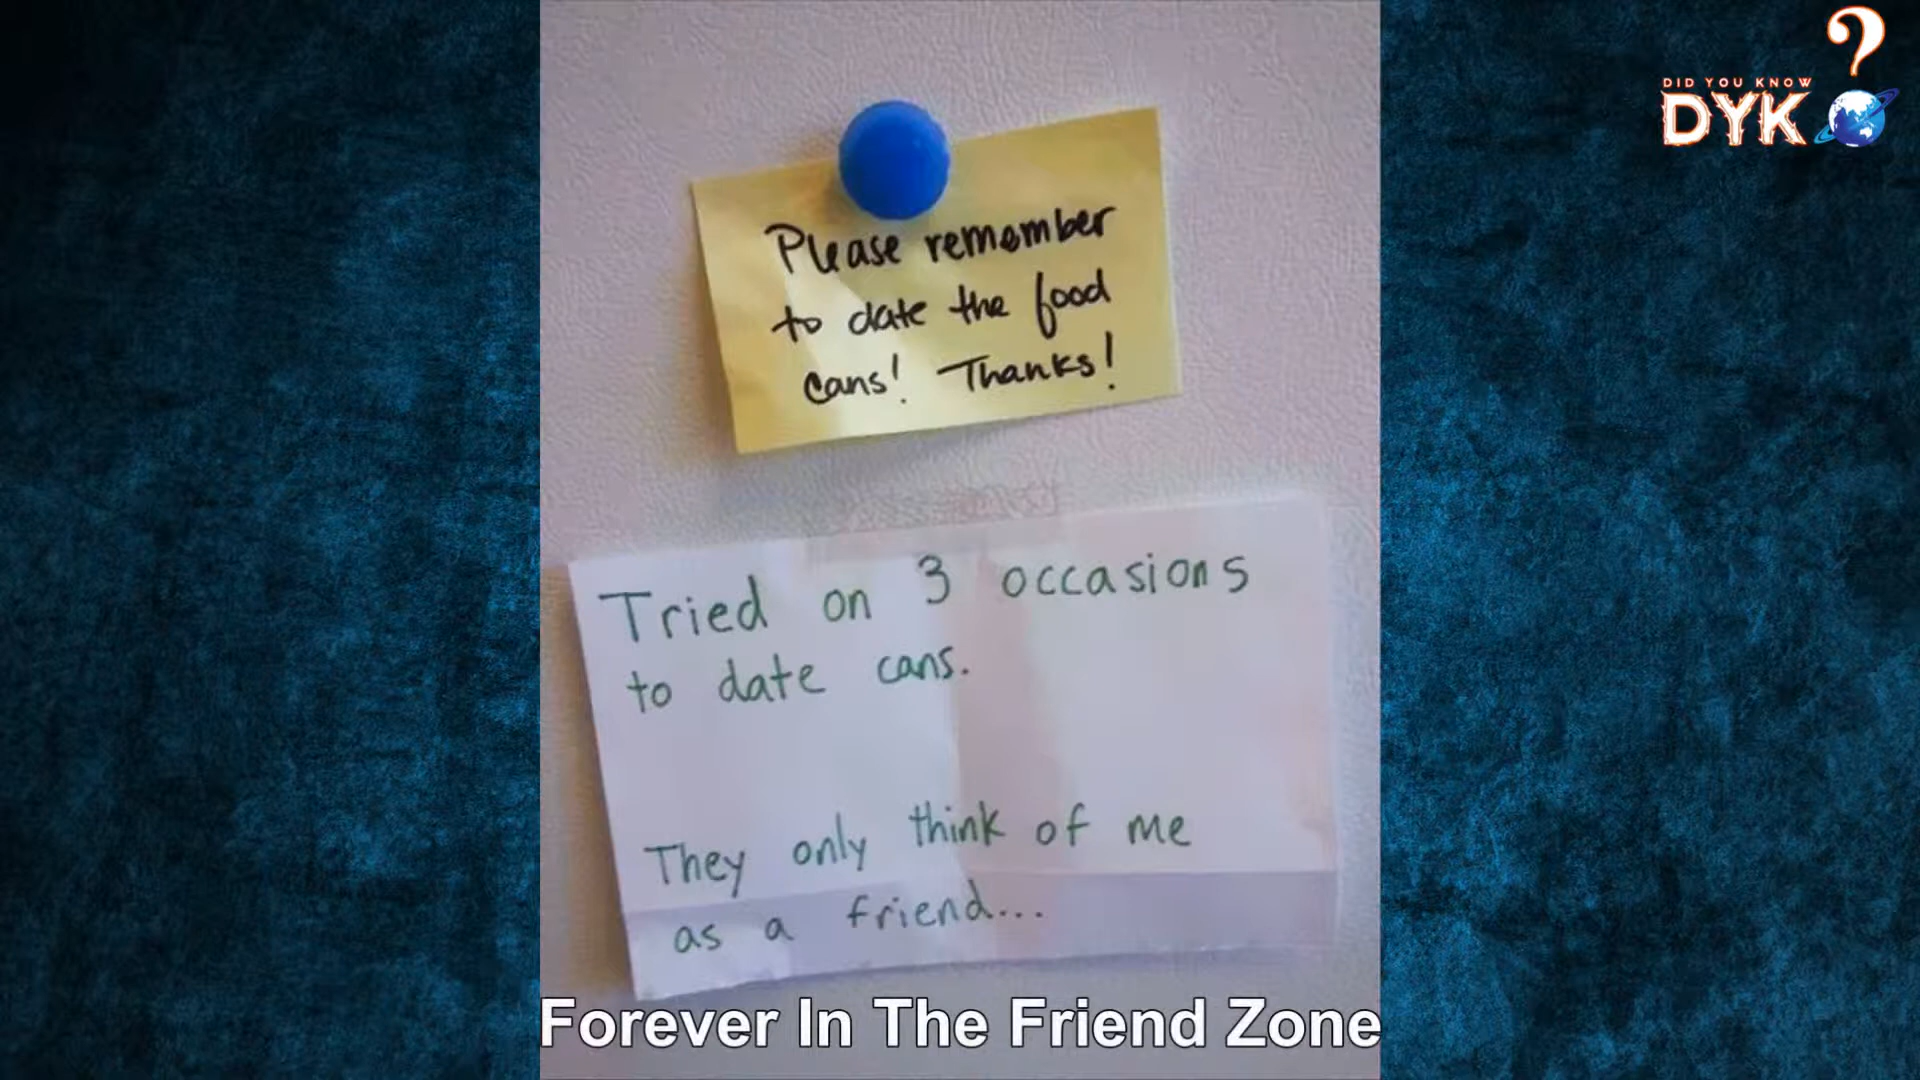 ?
DID YOU KNOW
DYK
Please remember
to date the food
cans! Thanks!
Tried on 3 occasions
to date cans.
They only think of me
as a friend...
Forever In The Friend Zone